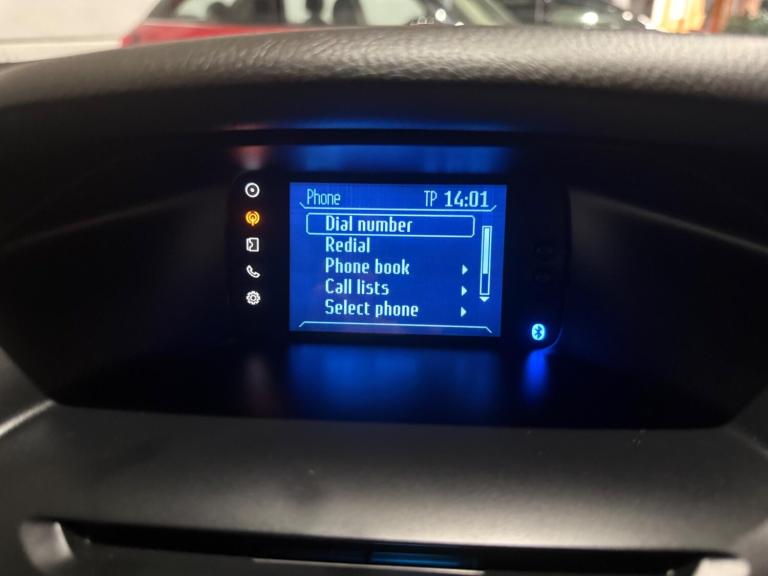 Phone TP 14:01
Dial number
Redial
Phone book
Call lists
Select phone